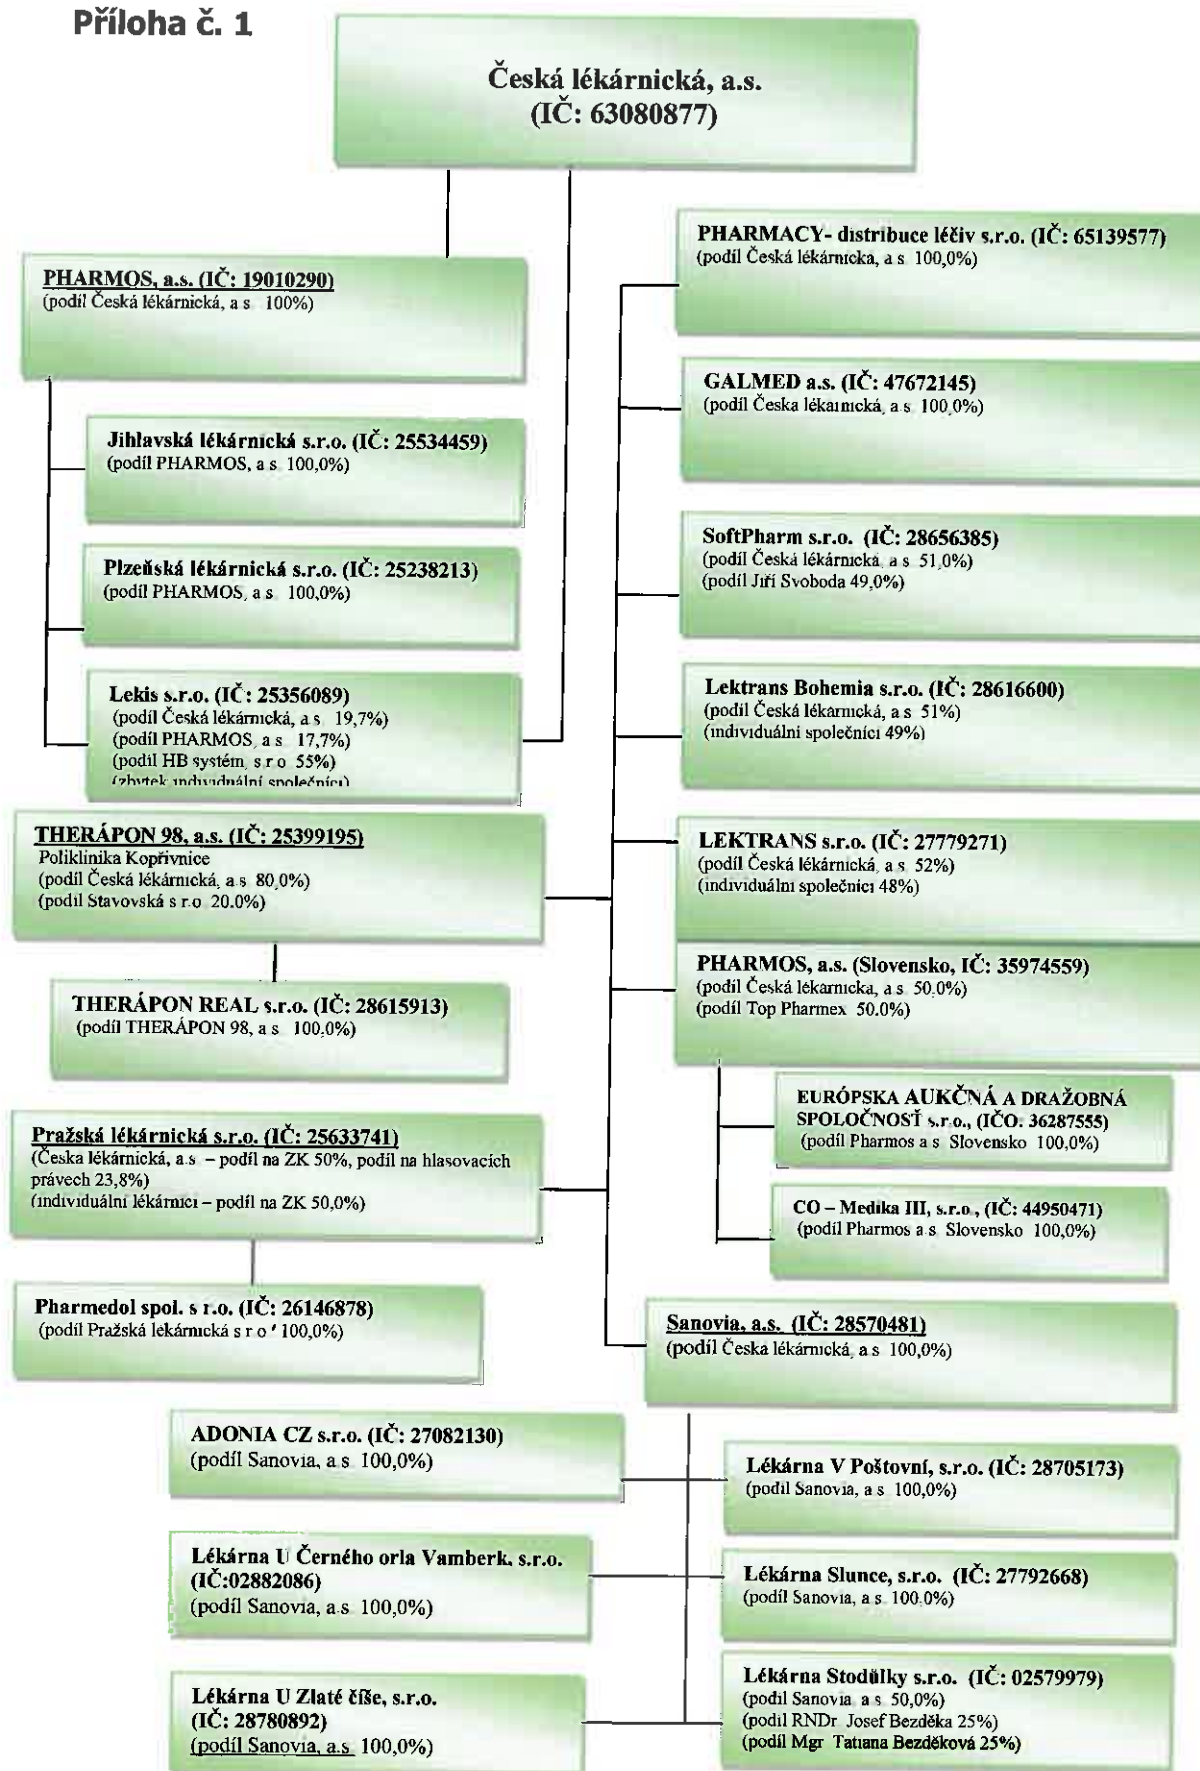 Příloha č. 1
Česká lékárnická, a.s.
(IČ: 63080877)
PHARMOS, a.s. (IČ: 19010290)
(podíl Česká lékárnická, a s 100%)
Jihlavská lékárnická s.r.o. (IČ: 25534459)
(podíl PHARMOS, a s 100,0%)
Plzeňská lékárnická s.r.o. (IČ: 25238213)
(podíl PHARMOS, a s 100,0%)
Lekis s.r.o. (IČ: 25356089)
(podíl Česká lékárnická, a s 19,7%)
(podíl PHARMOS, a s 17,7%)
(podíl HB systém, s r o 55%)
(zbytek individuální společníci)
THERÁPON 98, a.s. (IČ: 25399195)
Poliklinika Kopřivnice
(podíl Česká lékárnická, a s 80,0%)
(podíl Stavovská s r o 20.0%)
THERÁPON REAL s.r.o. (IČ: 28615913)
(podíl THERÁPON 98, a s 100,0%)
Pražská lékárnická s.r.o. (IČ: 25633741)
(Česka lékárnická, a.s – podíl na ZK 50%, podíl na hlasovacích
právech 23,8%)
(individuální lékárníci – podíl na ZK 50,0%)
Pharmedol spol. s r.o. (IČ: 26146878)
(podíl Pražská lekárnická s r o ' 100,0%)
PHARMACY- distribuce léčiv s.r.o. (IČ: 65139577)
(podíl Česká lékárnická, a s 100,0%)
GALMED a.s. (IČ: 47672145)
(podíl Česka lékárnická, a s 100,0%)
SoftPharm s.r.o. (IČ: 28656385)
(podíl Česká lékárnická, a s 51,0%)
(podíl Jiří Svoboda 49,0%)
Lektrans Bohemia s.r.o. (IČ: 28616600)
(podíl Česká lékárnická, a s 51%)
(individuálni společníci 49%)
LEKTRANS s.r.o. (IČ: 27779271)
(podíl Česká lékárnická, a s 52%)
(individuálni společníci 48%)
PHARMOS, a.s. (Slovensko, IČ: 35974559)
(podíl Česká lékárnická, a s 50.0%)
(podíl Top Pharmex 50.0%)
EURÓPSKA AUKČNÁ A DRAŽOBNÁ
SPOLOČNOSŤ s.r.o., (IČO. 36287555)
(podíl Pharmos a s Slovensko 100,0%)
CO – Medika III, s.r.o., (IČ: 44950471)
(podíl Pharmos a s Slovensko 100,0%)
Sanovia, a.s. (IČ: 28570481)
(podíl Česka lékárnická, a s 100,0%)
ADONIA CZ s.r.o. (IČ: 27082130)
(podíl Sanovia, a s 100,0%)
Lékárna V Poštovní, s.r.o. (IČ: 28705173)
(podíl Sanovia, a s 100,0%)
Lékárna U Černého orla Vamberk, s.r.o.
(IČ:02882086)
(podíl Sanovia, a.s 100,0%)
Lékárna Slunce, s.r.o. (IČ: 27792668)
(podíl Sanovia, a s 100.0%)
Lékárna U Zlaté číše, s.r.o.
(IČ: 28780892)
(podíl Sanovia, a.s 100,0%)
Lékárna Stodůlky s.r.o. (IČ: 02579979)
(podíl Sanovia a s 50,0%)
(podíl RNDr Josef Bezděka 25%)
(podíl Mgr Tatiana Bezděková 25%)